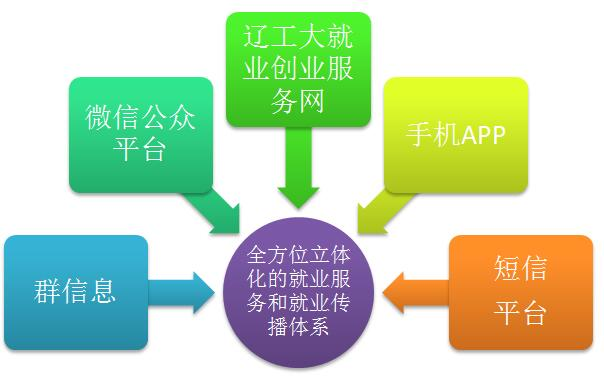 辽工大就
业创业服
务网
微信公众
平台
手机APP
群信息
全方位立体
化的就业服
务和就业传
播体系
短信
平台